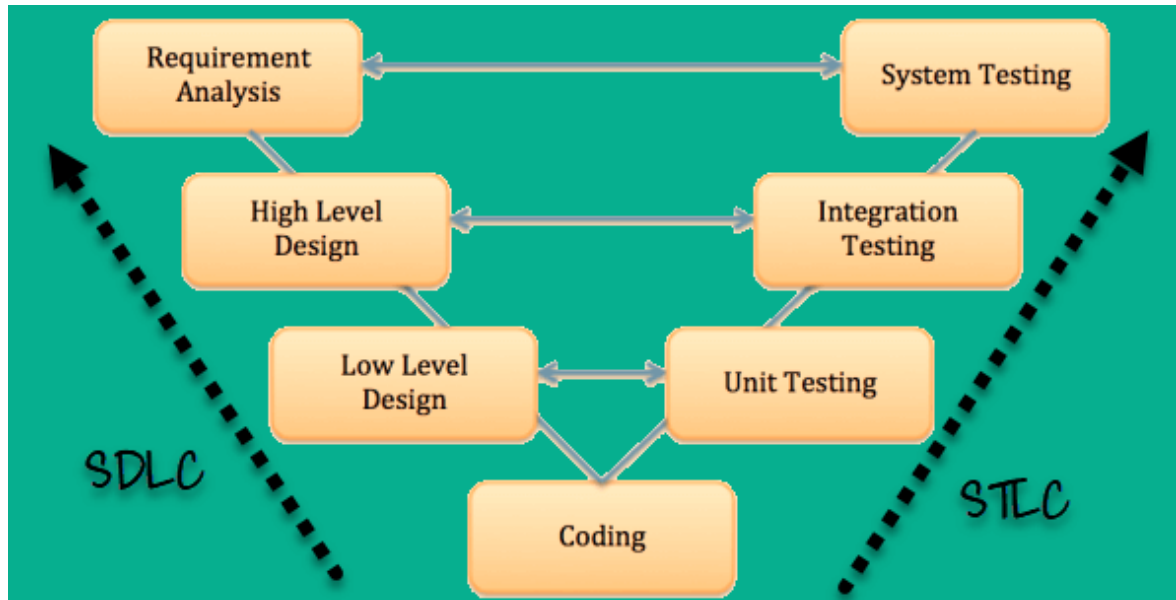 Requirement
Analysis
System Testing
High Level
Design
Integration
Testing
Low Level
Design
Unit Testing
SDLC
STLC
Coding